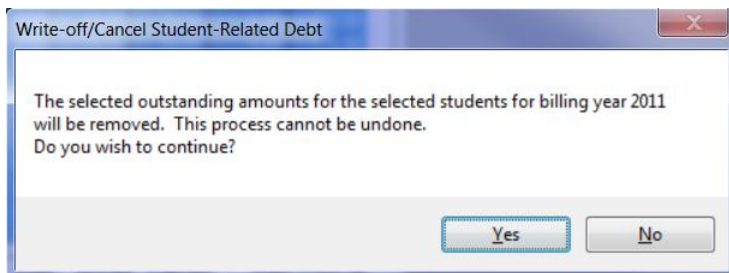 Write-off/Cancel Student-Related Debt
The selected outstanding amounts for the selected students for billing year 2011
will be removed.  This process cannot be undone.
Do you wish to continue?
Yes
No